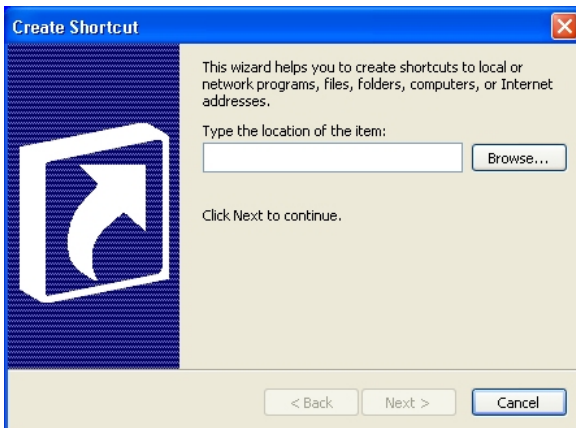 Create Shortcut
This wizard helps you to create shortcuts to local or
network programs, files, folders, computers, or Internet
addresses.
Type the location of the item:
Browse...
Click Next to continue.
< Back
Next >
Cancel